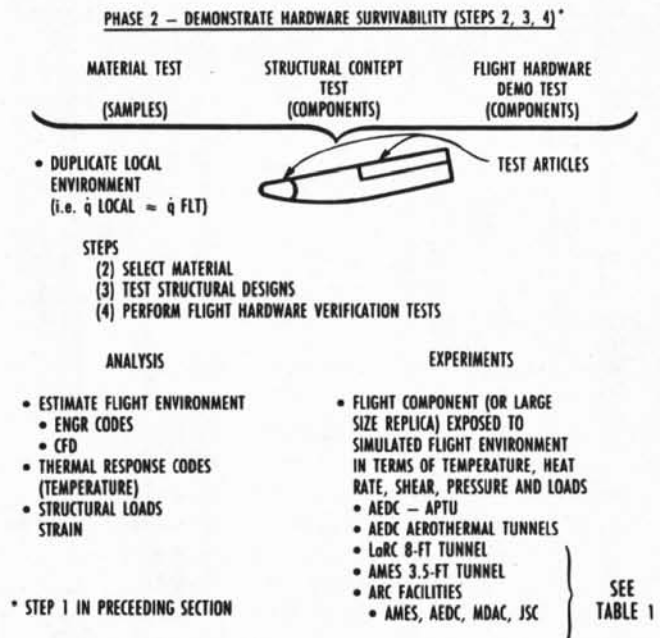 PHASE 2 – DEMONSTRATE HARDWARE SURVIVABILITY (STEPS 2, 3, 4)*
MATERIAL TEST
(SAMPLES)
STRUCTURAL CONTEPT
TEST
(COMPONENTS)
FLIGHT HARDWARE
DEMO TEST
(COMPONENTS)
• DUPLICATE LOCAL
ENVIRONMENT
(i.e. q̇ LOCAL ≈ q̇ FLT)
TEST ARTICLES
STEPS
(2) SELECT MATERIAL
(3) TEST STRUCTURAL DESIGNS
(4) PERFORM FLIGHT HARDWARE VERIFICATION TESTS
ANALYSIS
• ESTIMATE FLIGHT ENVIRONMENT
• ENGR CODES
• CFD
• THERMAL RESPONSE CODES
(TEMPERATURE)
• STRUCTURAL LOADS
STRAIN
EXPERIMENTS
• FLIGHT COMPONENT (OR LARGE
SIZE REPLICA) EXPOSED TO
SIMULATED FLIGHT ENVIRONMENT
IN TERMS OF TEMPERATURE, HEAT
RATE, SHEAR, PRESSURE AND LOADS
• AEDC – APTU
• AEDC AEROTHERMAL TUNNELS
• LaRC 8-FT TUNNEL
• AMES 3.5-FT TUNNEL
• ARC FACILITIES
• AMES, AEDC, MDAC, JSC
SEE
TABLE 1
* STEP 1 IN PRECEEDING SECTION